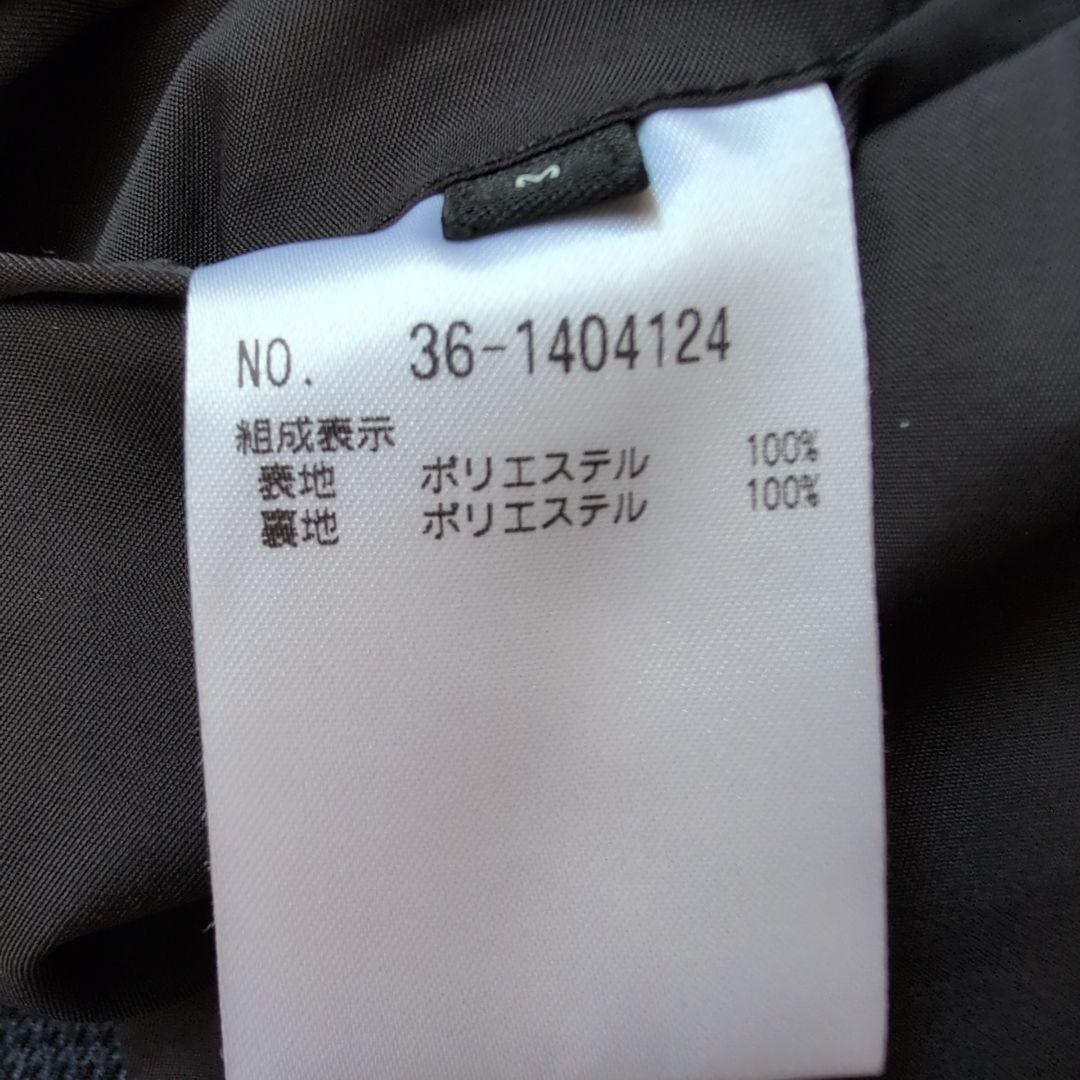 M
NO. 36-1404124
組成表示
表地 ポリエステル 100%
裏地 ポリエステル 100%